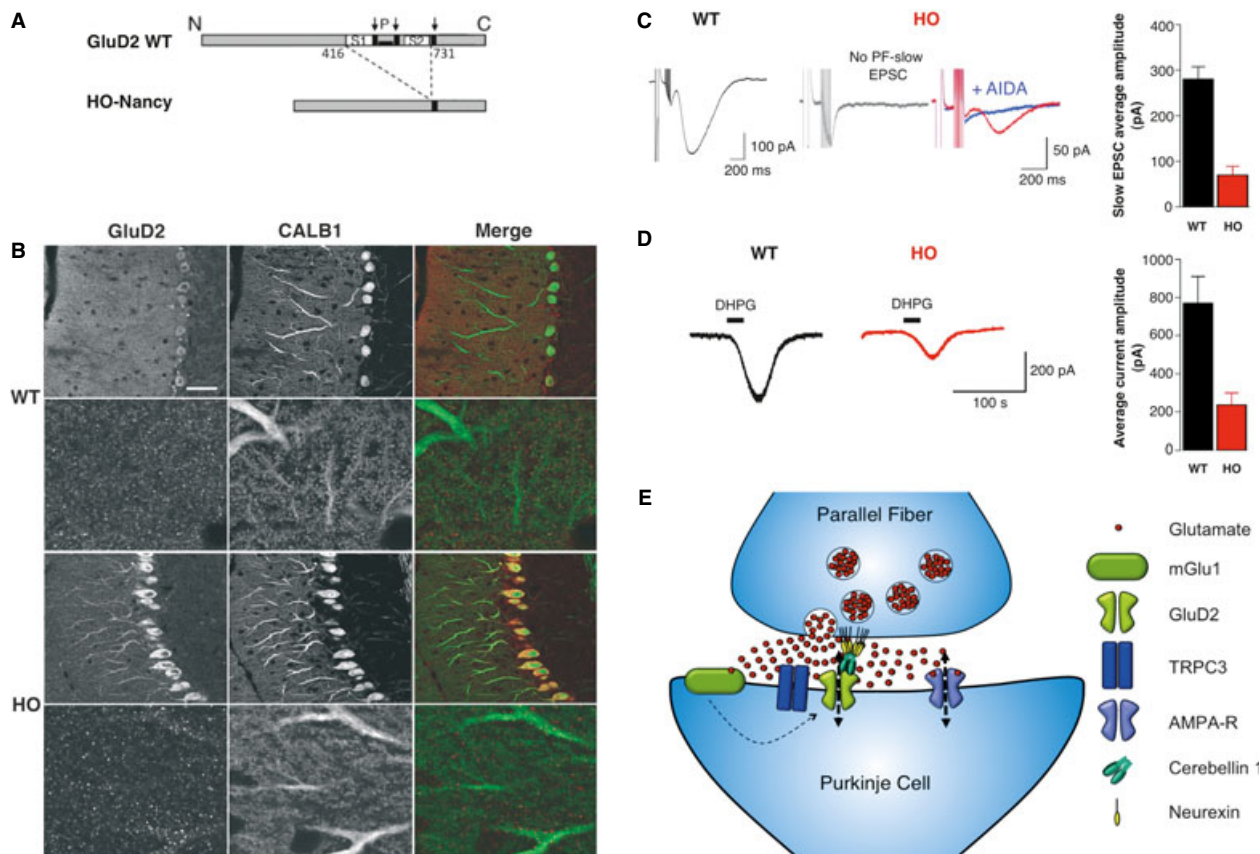 A
N
C
P
GluD2 WT
S1
S2
416
731
HO-Nancy
B
GluD2
CALB1
Merge
WT
HO
C
WT
HO
No PF-slow
EPSC
+ AIDA
100 pA
200 ms
50 pA
200 ms
Slow EPSC average amplitude
(pA)
400
300
200
100
0
WT
HO
D
WT
HO
DHPG
DHPG
200 pA
100 s
Average current amplitude
(pA)
1000
800
600
400
200
0
WT
HO
E
Parallel Fiber
Purkinje Cell
Glutamate
mGlu1
GluD2
TRPC3
AMPA-R
Cerebellin 1
Neurexin